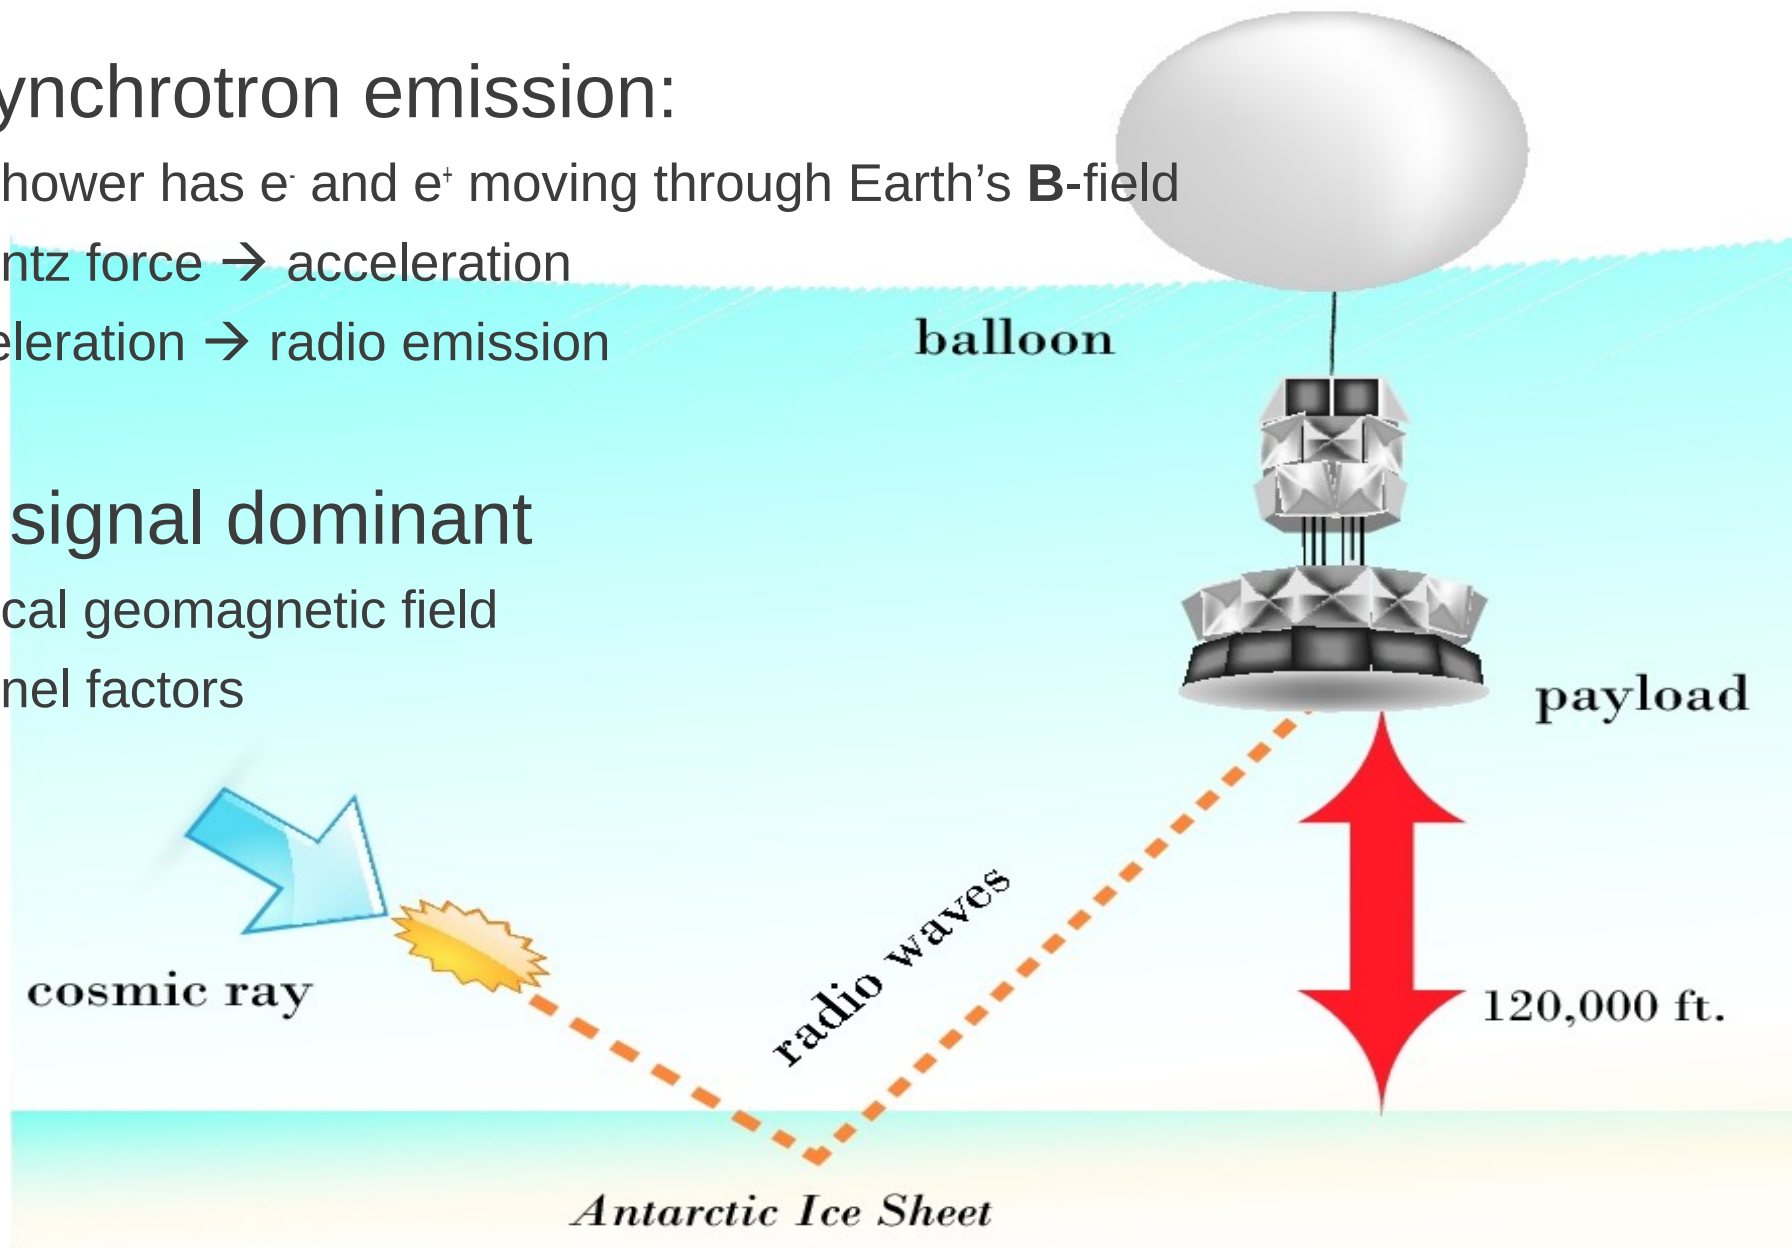 ynchrotron emission:
hower has e⁻ and e⁺ moving through Earth’s B-field
ntz force → acceleration
eleration → radio emission
balloon
signal dominant
cal geomagnetic field
nel factors
payload
radio waves
cosmic ray
120,000 ft.
Antarctic Ice Sheet